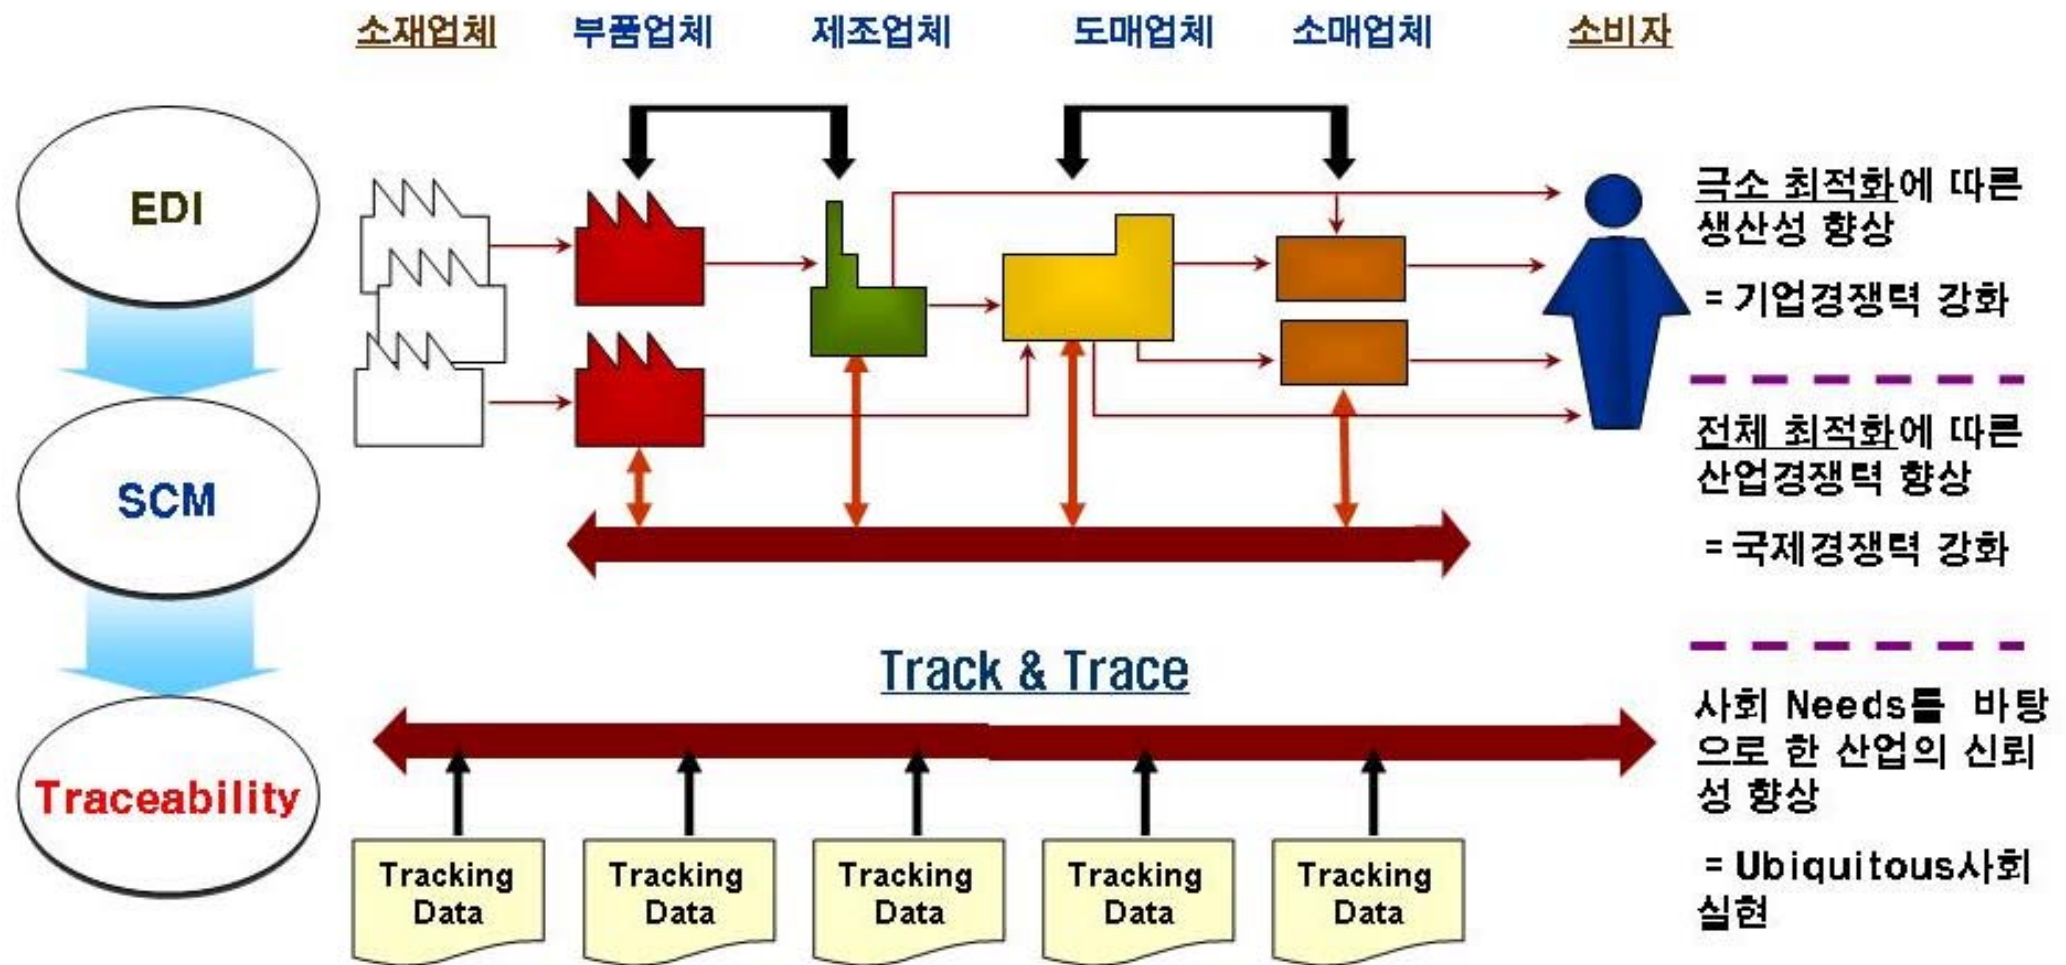 소재업체 부품업체 제조업체 도매업체 소매업체 소비자
EDI
극소 최적화에 따른
생산성 향상
= 기업경쟁력 강화
SCM
전체 최적화에 따른
산업경쟁력 향상
= 국제경쟁력 강화
Track & Trace
Traceability
사회 Needs를 바탕
으로 한 산업의 신뢰
성 향상
= Ubiquitous사회
실현
Tracking
Data
Tracking
Data
Tracking
Data
Tracking
Data
Tracking
Data